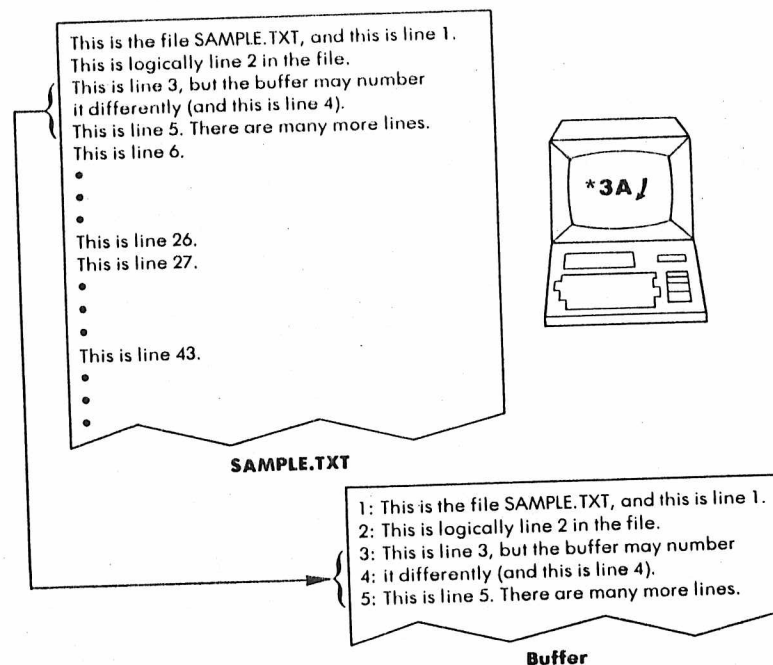 This is the file SAMPLE.TXT, and this is line 1.
This is logically line 2 in the file.
This is line 3, but the buffer may number
it differently (and this is line 4).
This is line 5. There are many more lines.
This is line 6.
•
•
•
This is line 26.
This is line 27.
•
•
•
This is line 43.
•
•
•
SAMPLE.TXT
*3A
1: This is the file SAMPLE.TXT, and this is line 1.
2: This is logically line 2 in the file.
3: This is line 3, but the buffer may number
4: it differently (and this is line 4).
5: This is line 5. There are many more lines.
Buffer